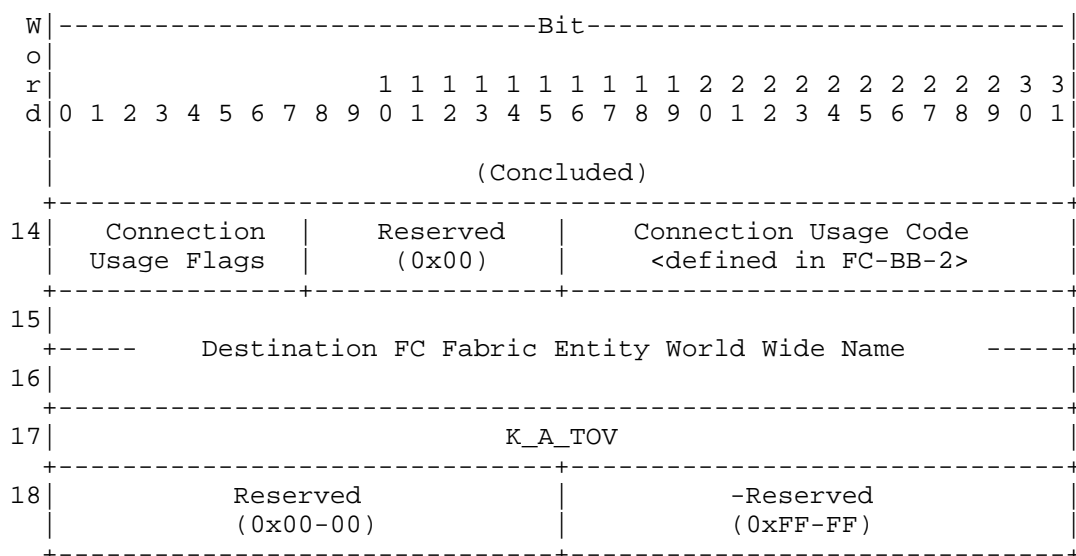 W|------------------------------Bit------------------------------|
o|                                                               |
r|                    1 1 1 1 1 1 1 1 1 1 2 2 2 2 2 2 2 2 2 2 3 3|
d|0 1 2 3 4 5 6 7 8 9 0 1 2 3 4 5 6 7 8 9 0 1 2 3 4 5 6 7 8 9 0 1|
|                                                               |
|                          (Concluded)                          |
+---------------------------------------------------------------+
14|   Connection  |    Reserved   |    Connection Usage Code      |
|  Usage Flags  |     (0x00)    |     <defined in FC-BB-2>      |
+---------------+---------------+-------------------------------+
15|                                                               |
+-----    Destination FC Fabric Entity World Wide Name     -----+
16|                                                               |
+---------------------------------------------------------------+
17|                            K_A_TOV                            |
+-------------------------------+-------------------------------+
18|           Reserved            |          -Reserved            |
|           (0x00-00)           |          (0xFF-FF)            |
+-------------------------------+-------------------------------+